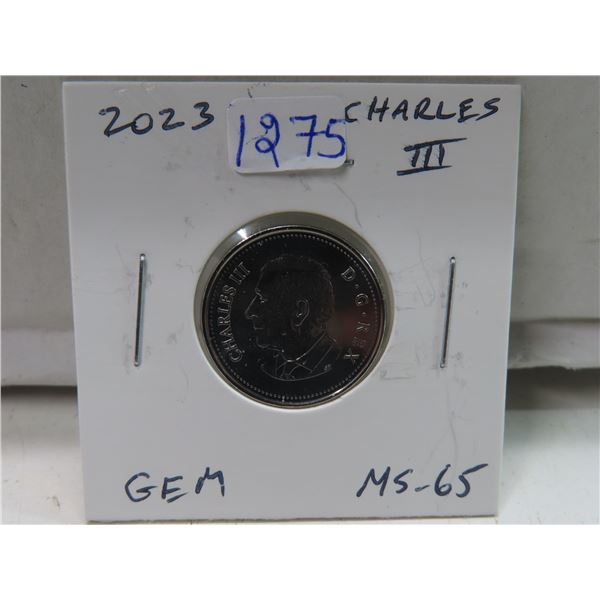 2023 1275 CHARLES
III
CHARLES III D·G·REX
GEM MS-65